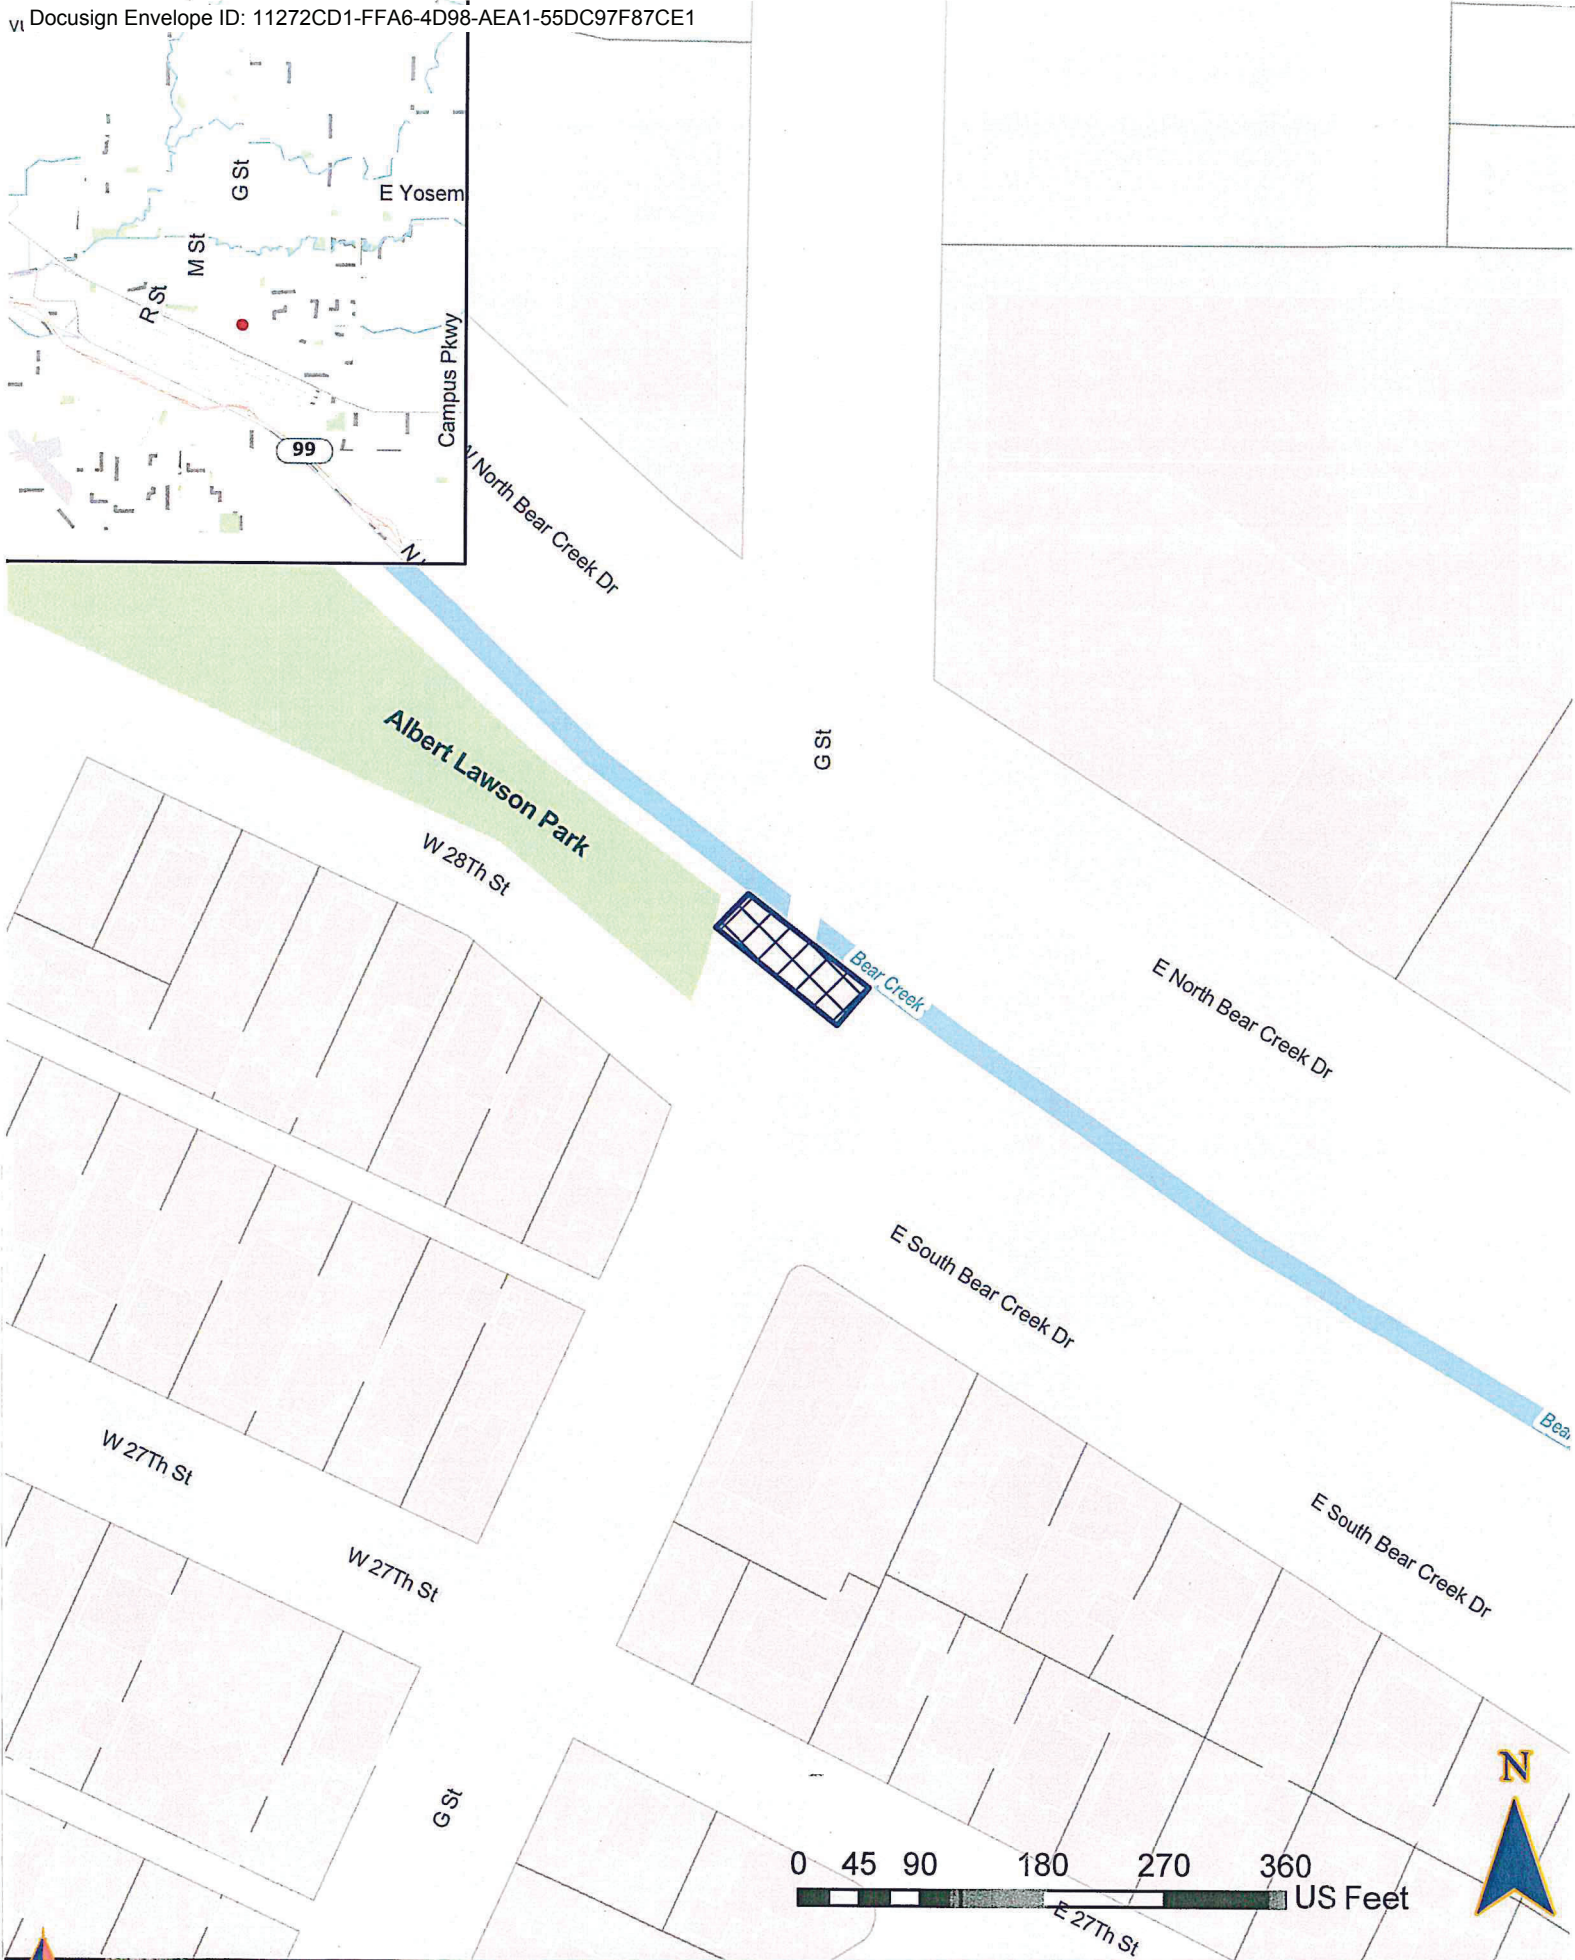 Docusign Envelope ID: 11272CD1-FFA6-4D98-AEA1-55DC97F87CE1
G St
E Yosem
M St
R St
Campus Pkwy
99
W North Bear Creek Dr
Albert Lawson Park
G St
W 28Th St
Bear Creek
E North Bear Creek Dr
E South Bear Creek Dr
Bear
W 27Th St
E South Bear Creek Dr
W 27Th St
N
G St
0 45 90 180 270 360
US Feet
E 27Th St